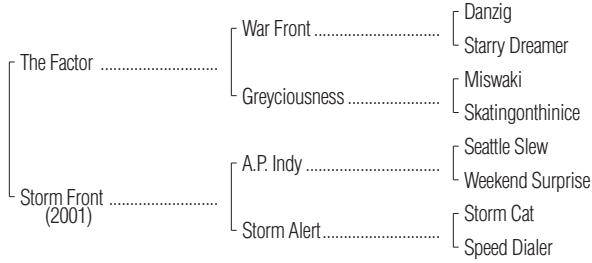 Danzig
War Front ..............................
Starry Dreamer
The Factor ............................
Miswaki
Greyciousness .......................
Skatingonthinice
Seattle Slew
A.P. Indy .................................
Weekend Surprise
Storm Front ...........................
(2001)
Storm Cat
Storm Alert .............................
Speed Dialer